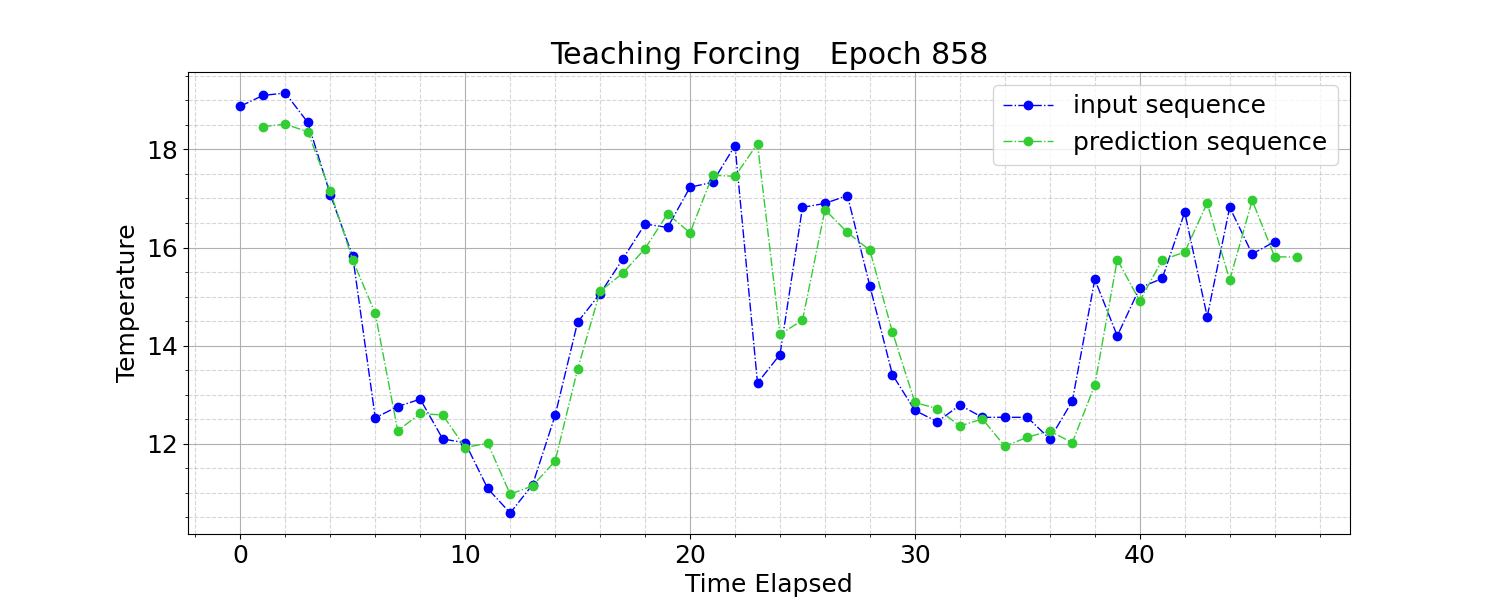 Teaching Forcing   Epoch 858
input sequence
prediction sequence
Temperature
18
16
14
12
0 10 20 30 40
Time Elapsed